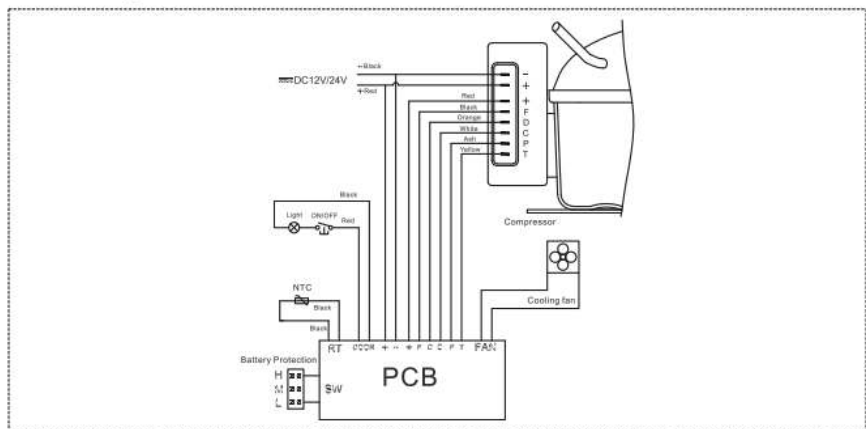 −Black
DC12V/24V
+Red
−
+
Red +
Black F
Orange D
White C
Ash P
Yellow T
Compressor
Black
Light ON/OFF Red
Cooling fan
NTC
Black
Black
RT + − + F P T FAN
Battery Protection
H
M SW
L
PCB